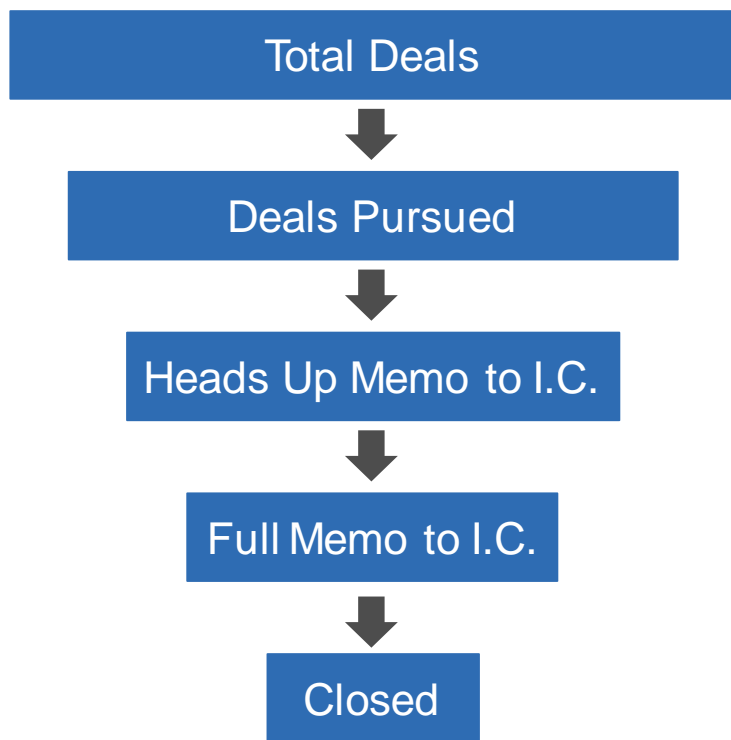 Total Deals
Deals Pursued
Heads Up Memo to I.C.
Full Memo to I.C.
Closed